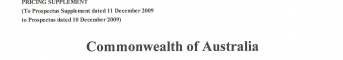 PRICING SUPPLEMENT
(To Prospectus Supplement dated 11 December 2009
to Prospectus dated 10 December 2009)
Commonwealth of Australia